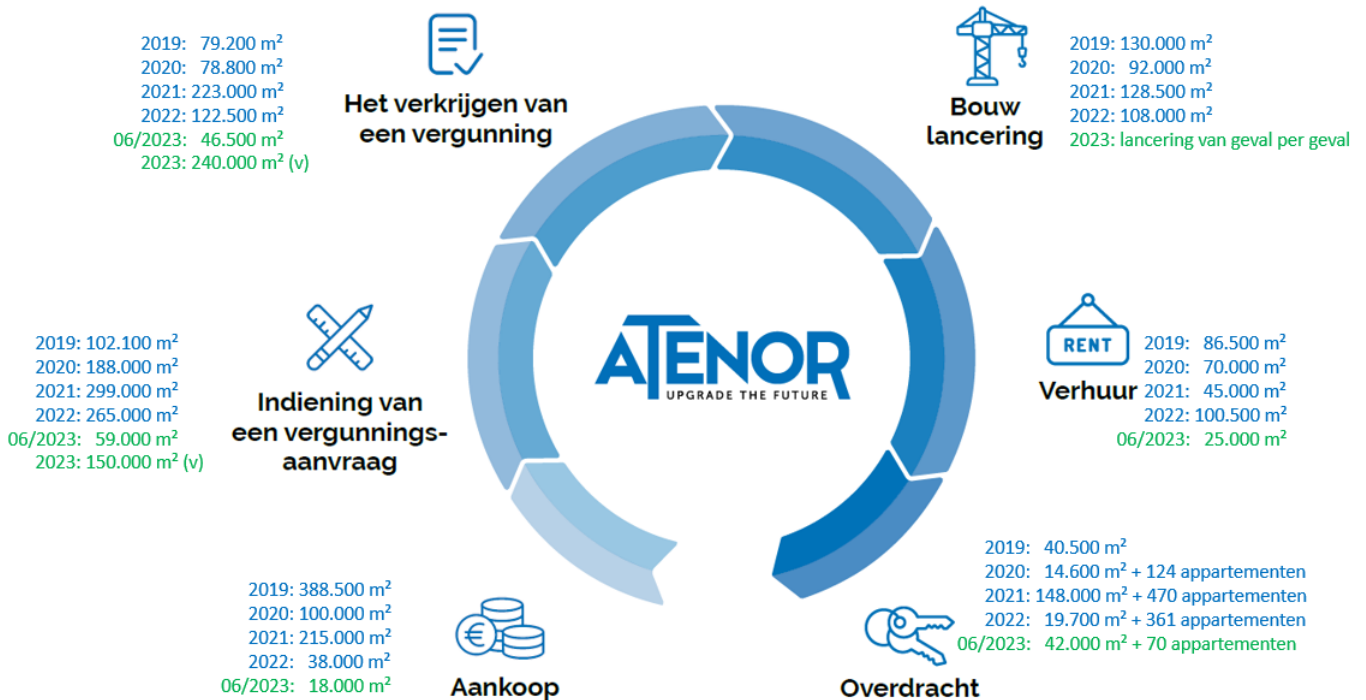 2019: 79.200 m²
2020: 78.800 m²
2021: 223.000 m²
2022: 122.500 m²
06/2023: 46.500 m²
2023: 240.000 m² (v)
Het verkrijgen van
een vergunning
Bouw
lancering
2019: 130.000 m²
2020: 92.000 m²
2021: 128.500 m²
2022: 108.000 m²
2023: lancering van geval per geval
2019: 102.100 m²
2020: 188.000 m²
2021: 299.000 m²
2022: 265.000 m²
06/2023: 59.000 m²
2023: 150.000 m² (v)
Indiening van
een vergunnings-
aanvraag
ATENOR
UPGRADE THE FUTURE
RENT
Verhuur
2019: 86.500 m²
2020: 70.000 m²
2021: 45.000 m²
2022: 100.500 m²
06/2023: 25.000 m²
2019: 388.500 m²
2020: 100.000 m²
2021: 215.000 m²
2022: 38.000 m²
06/2023: 18.000 m²
€
Aankoop
2019: 40.500 m²
2020: 14.600 m² + 124 appartementen
2021: 148.000 m² + 470 appartementen
2022: 19.700 m² + 361 appartementen
06/2023: 42.000 m² + 70 appartementen
Overdracht